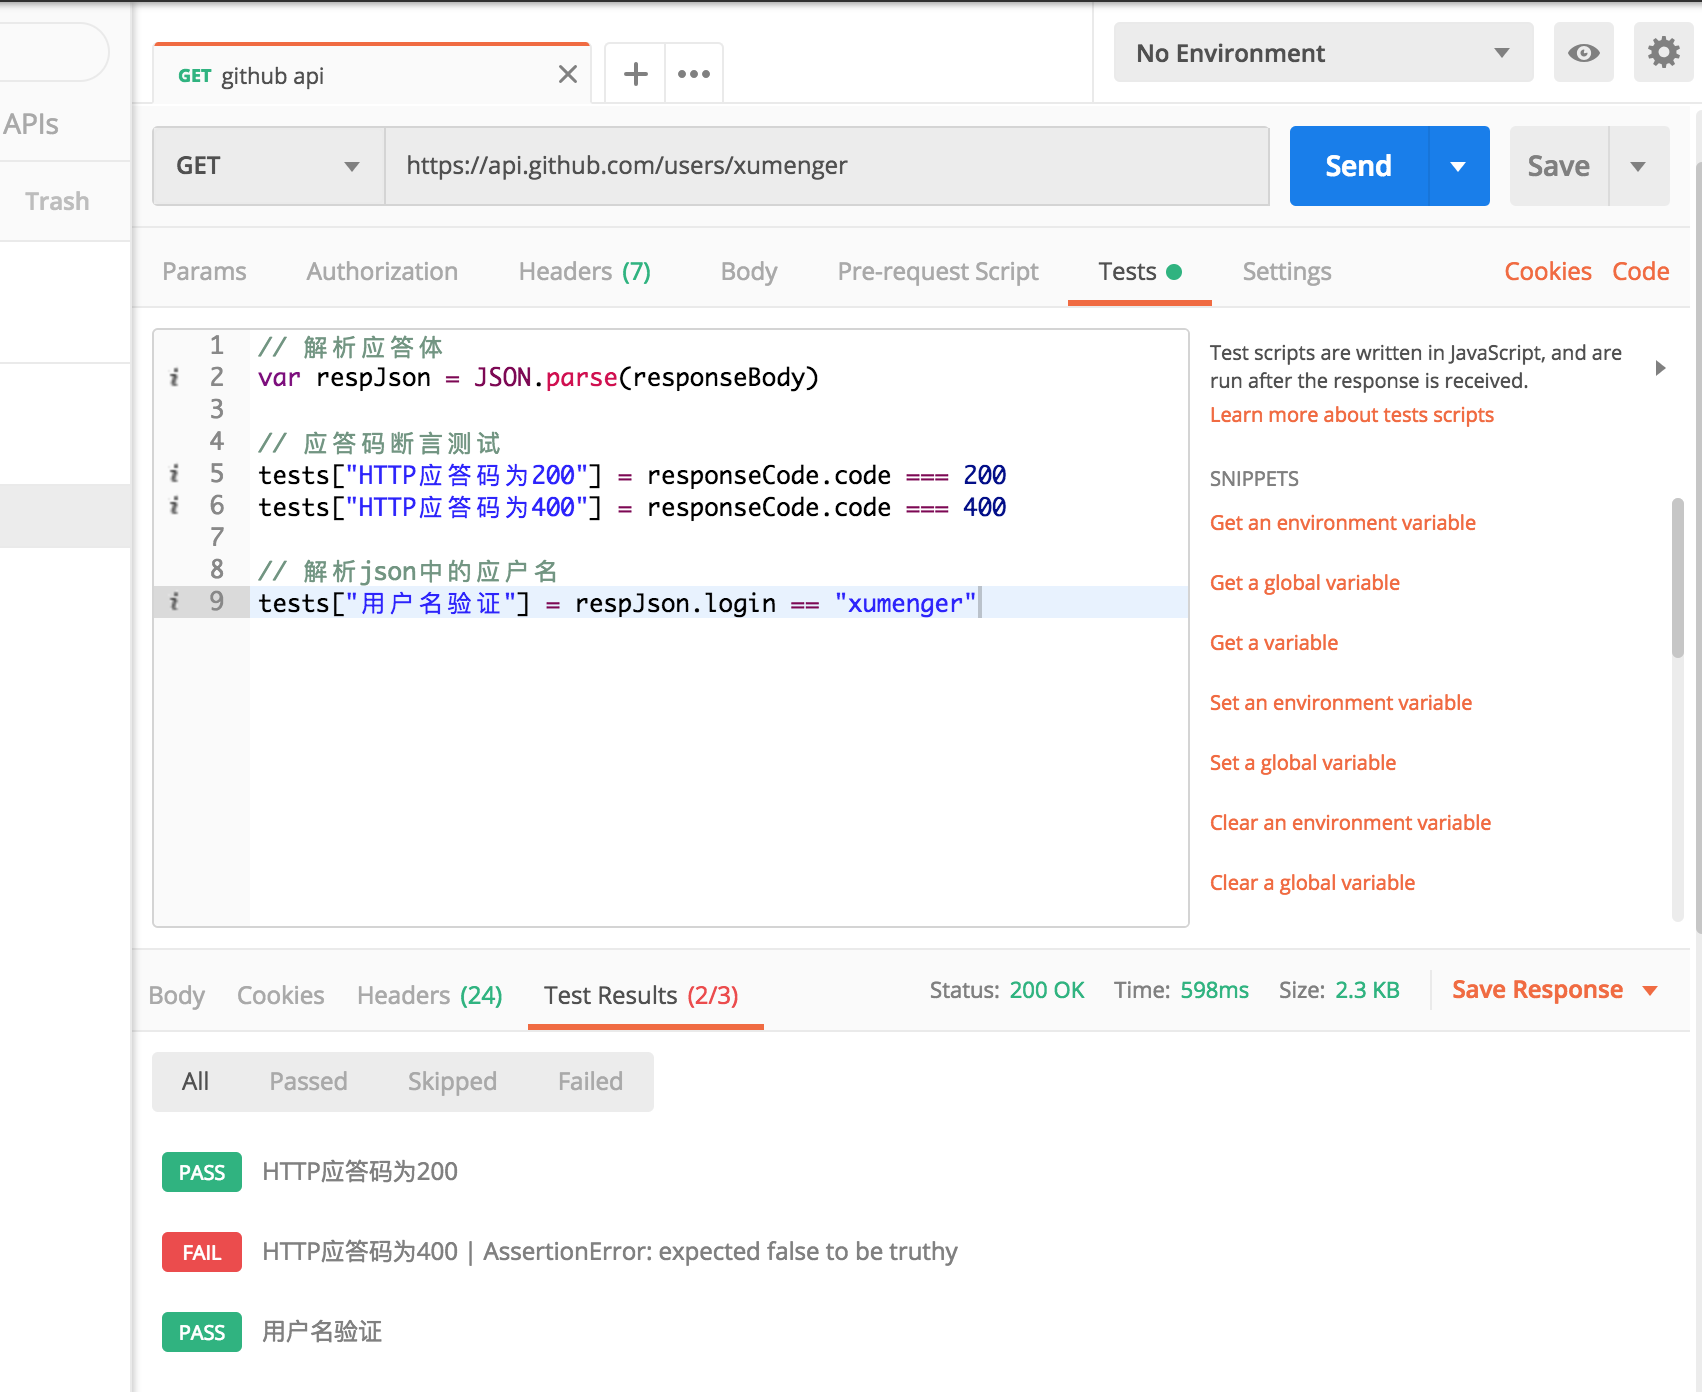 GET github api
No Environment
APIs
Trash
GET https://api.github.com/users/xumenger Send Save
Params Authorization Headers (7) Body Pre-request Script Tests Settings Cookies Code
1 // 解析应答体
2 var respJson = JSON.parse(responseBody)
3
4 // 应答码断言测试
5 tests["HTTP应答码为200"] = responseCode.code === 200
6 tests["HTTP应答码为400"] = responseCode.code === 400
7
8 // 解析json中的应户名
9 tests["用户名验证"] = respJson.login == "xumenger"
Test scripts are written in JavaScript, and are
run after the response is received.
Learn more about tests scripts
SNIPPETS
Get an environment variable
Get a global variable
Get a variable
Set an environment variable
Set a global variable
Clear an environment variable
Clear a global variable
Body Cookies Headers (24) Test Results (2/3) Status: 200 OK Time: 598ms Size: 2.3 KB Save Response
All Passed Skipped Failed
PASS HTTP应答码为200
FAIL HTTP应答码为400 | AssertionError: expected false to be truthy
PASS 用户名验证